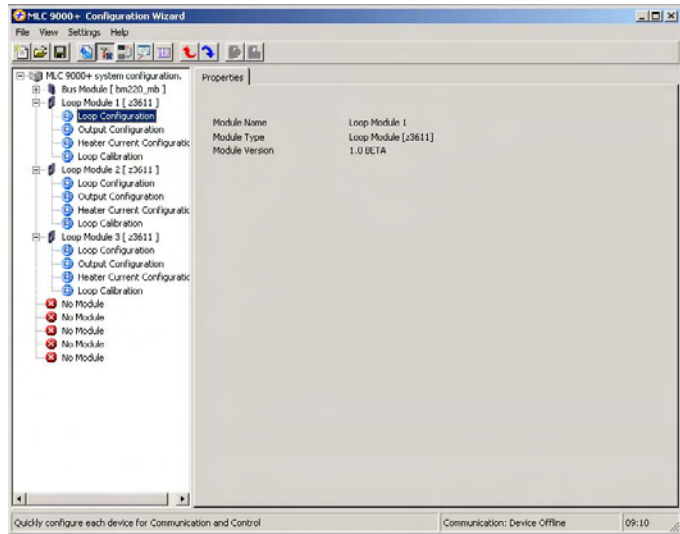 MLC 9000+ Configuration Wizard
File View Settings Help
MLC 9000+ system configuration.
Bus Module [ bm220_mb ]
Loop Module 1 [ z3611 ]
Loop Configuration
Output Configuration
Heater Current Configuratic
Loop Calibration
Loop Module 2 [ z3611 ]
Loop Configuration
Output Configuration
Heater Current Configuratic
Loop Calibration
Loop Module 3 [ z3611 ]
Loop Configuration
Output Configuration
Heater Current Configuratic
Loop Calibration
No Module
No Module
No Module
No Module
No Module
Properties
Module Name Loop Module 1
Module Type Loop Module [z3611]
Module Version 1.0 BETA
Quickly configure each device for Communication and Control
Communication: Device Offline
09:10